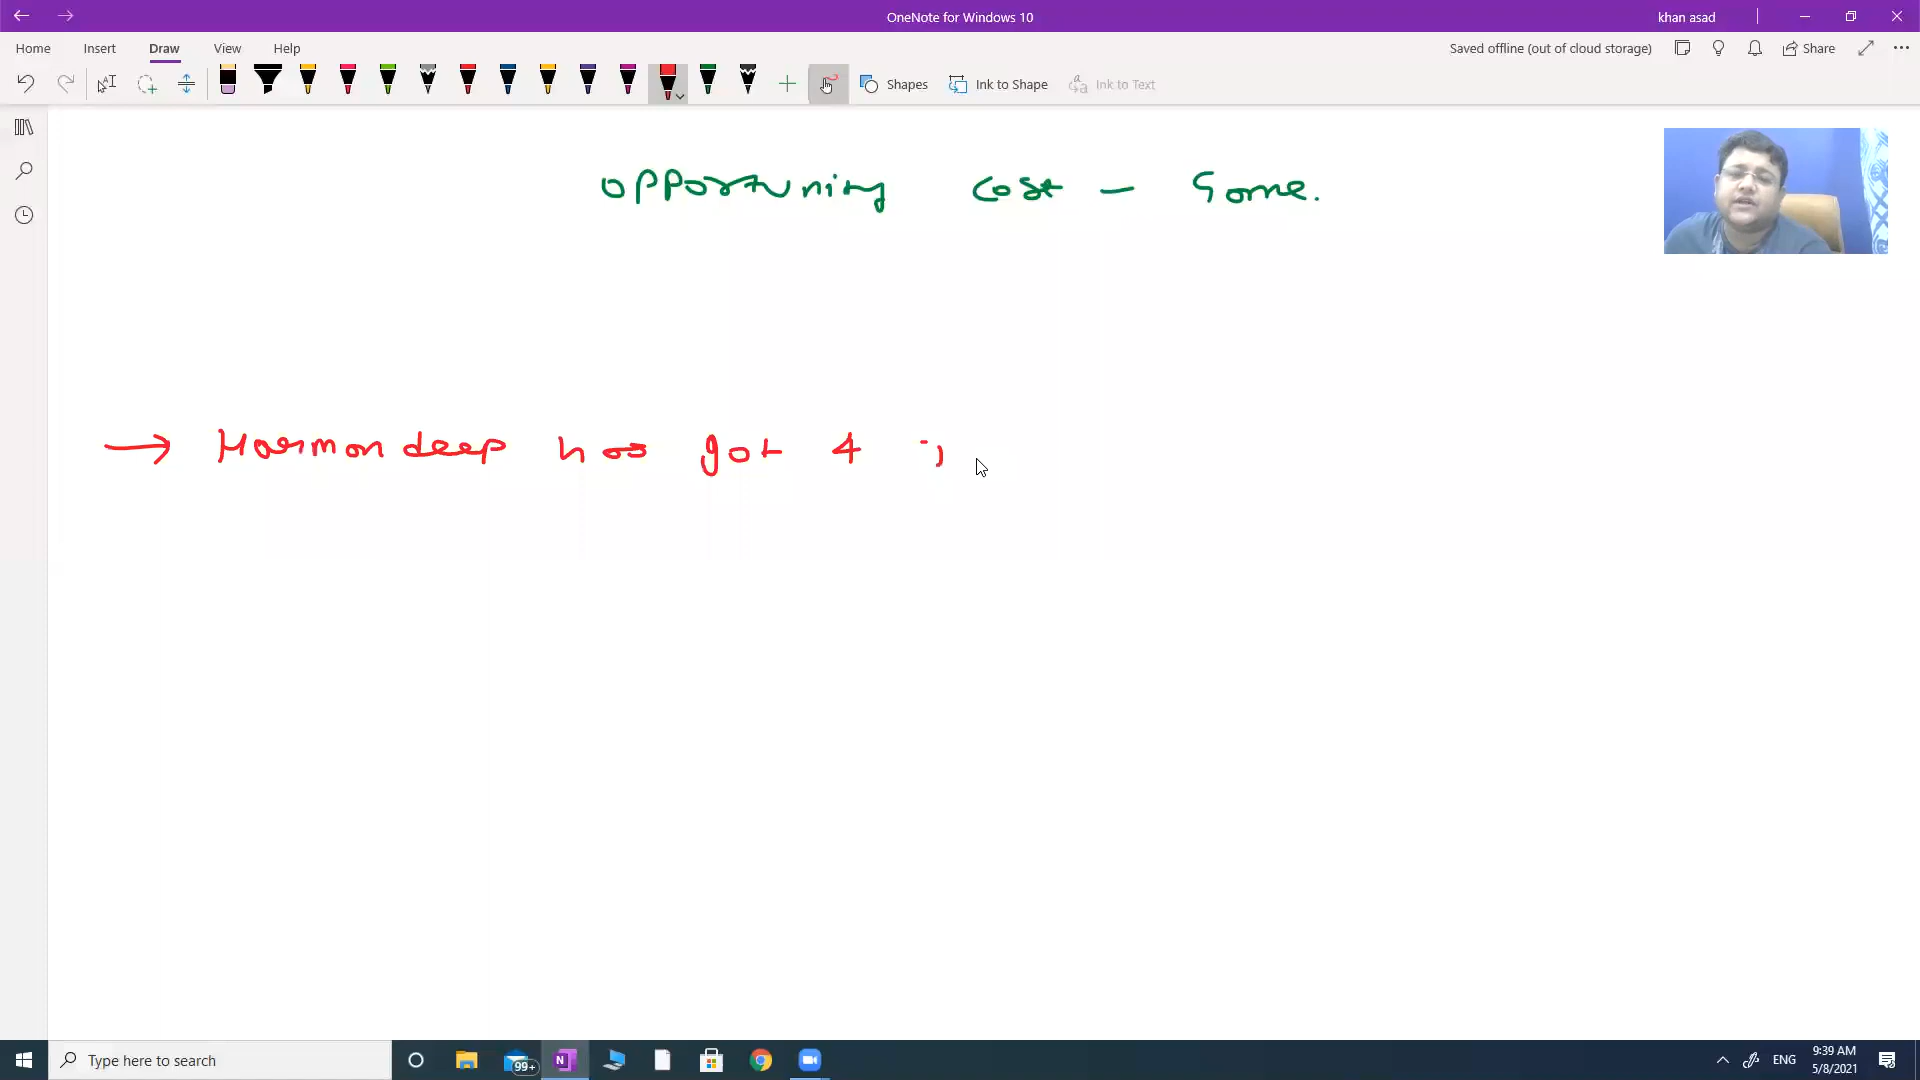 OneNote for Windows 10
khan asad
Home Insert Draw View Help
Saved offline (out of cloud storage)
Share
Shapes
Ink to Shape
Ink to Text
opportunity cost – Game.
→ Harmandeep has got 4
Type here to search
99+
N
ENG
9:39 AM
5/8/2021